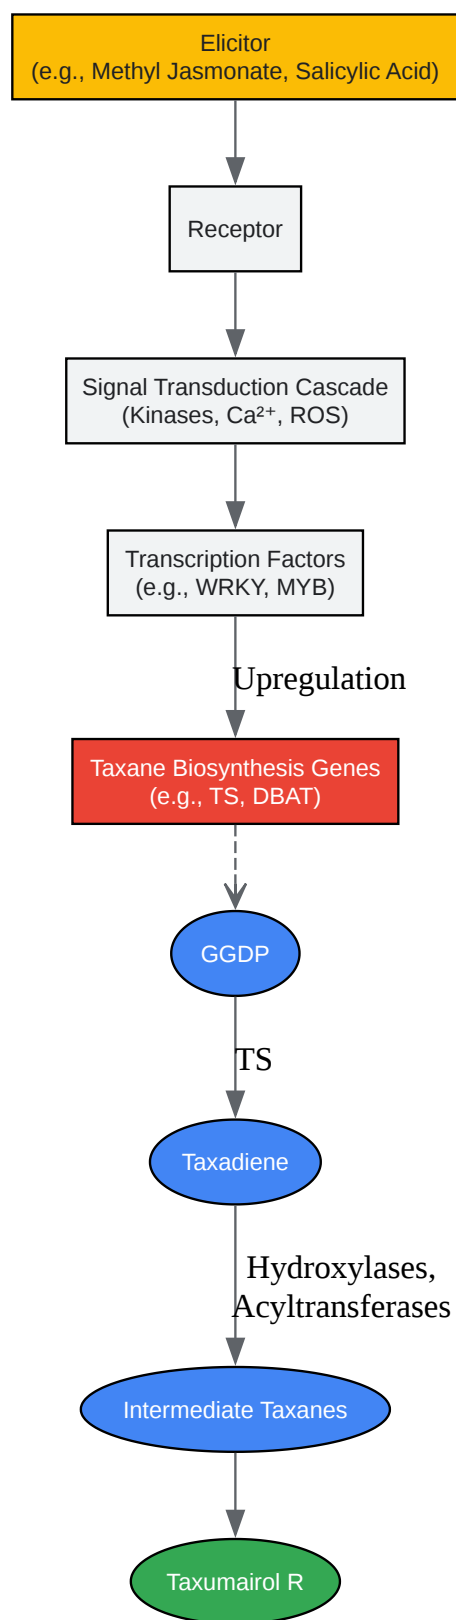 Elicitor
(e.g., Methyl Jasmonate, Salicylic Acid)
Receptor
Signal Transduction Cascade
(Kinases, Ca²⁺, ROS)
Transcription Factors
(e.g., WRKY, MYB)
Upregulation
Taxane Biosynthesis Genes
(e.g., TS, DBAT)
GGDP
TS
Taxadiene
Hydroxylases,
Acyltransferases
Intermediate Taxanes
Taxumairol R